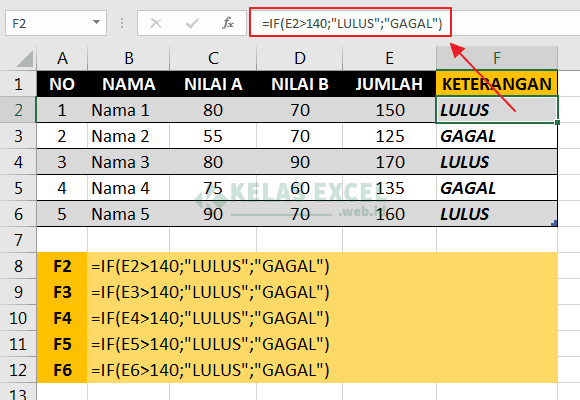 F2 fx =IF(E2>140;"LULUS";"GAGAL")
A B C D E F
1 NO NAMA NILAI A NILAI B JUMLAH KETERANGAN
2 1 Nama 1 80 70 150 LULUS
3 2 Nama 2 55 70 125 GAGAL
4 3 Nama 3 80 90 170 LULUS
5 4 Nama 4 75 60 135 GAGAL
KELAS EXCEL
.web.id
6 5 Nama 5 90 70 160 LULUS
7
8 F2 =IF(E2>140;"LULUS";"GAGAL")
9 F3 =IF(E3>140;"LULUS";"GAGAL")
10 F4 =IF(E4>140;"LULUS";"GAGAL")
11 F5 =IF(E5>140;"LULUS";"GAGAL")
12 F6 =IF(E6>140;"LULUS";"GAGAL")
13